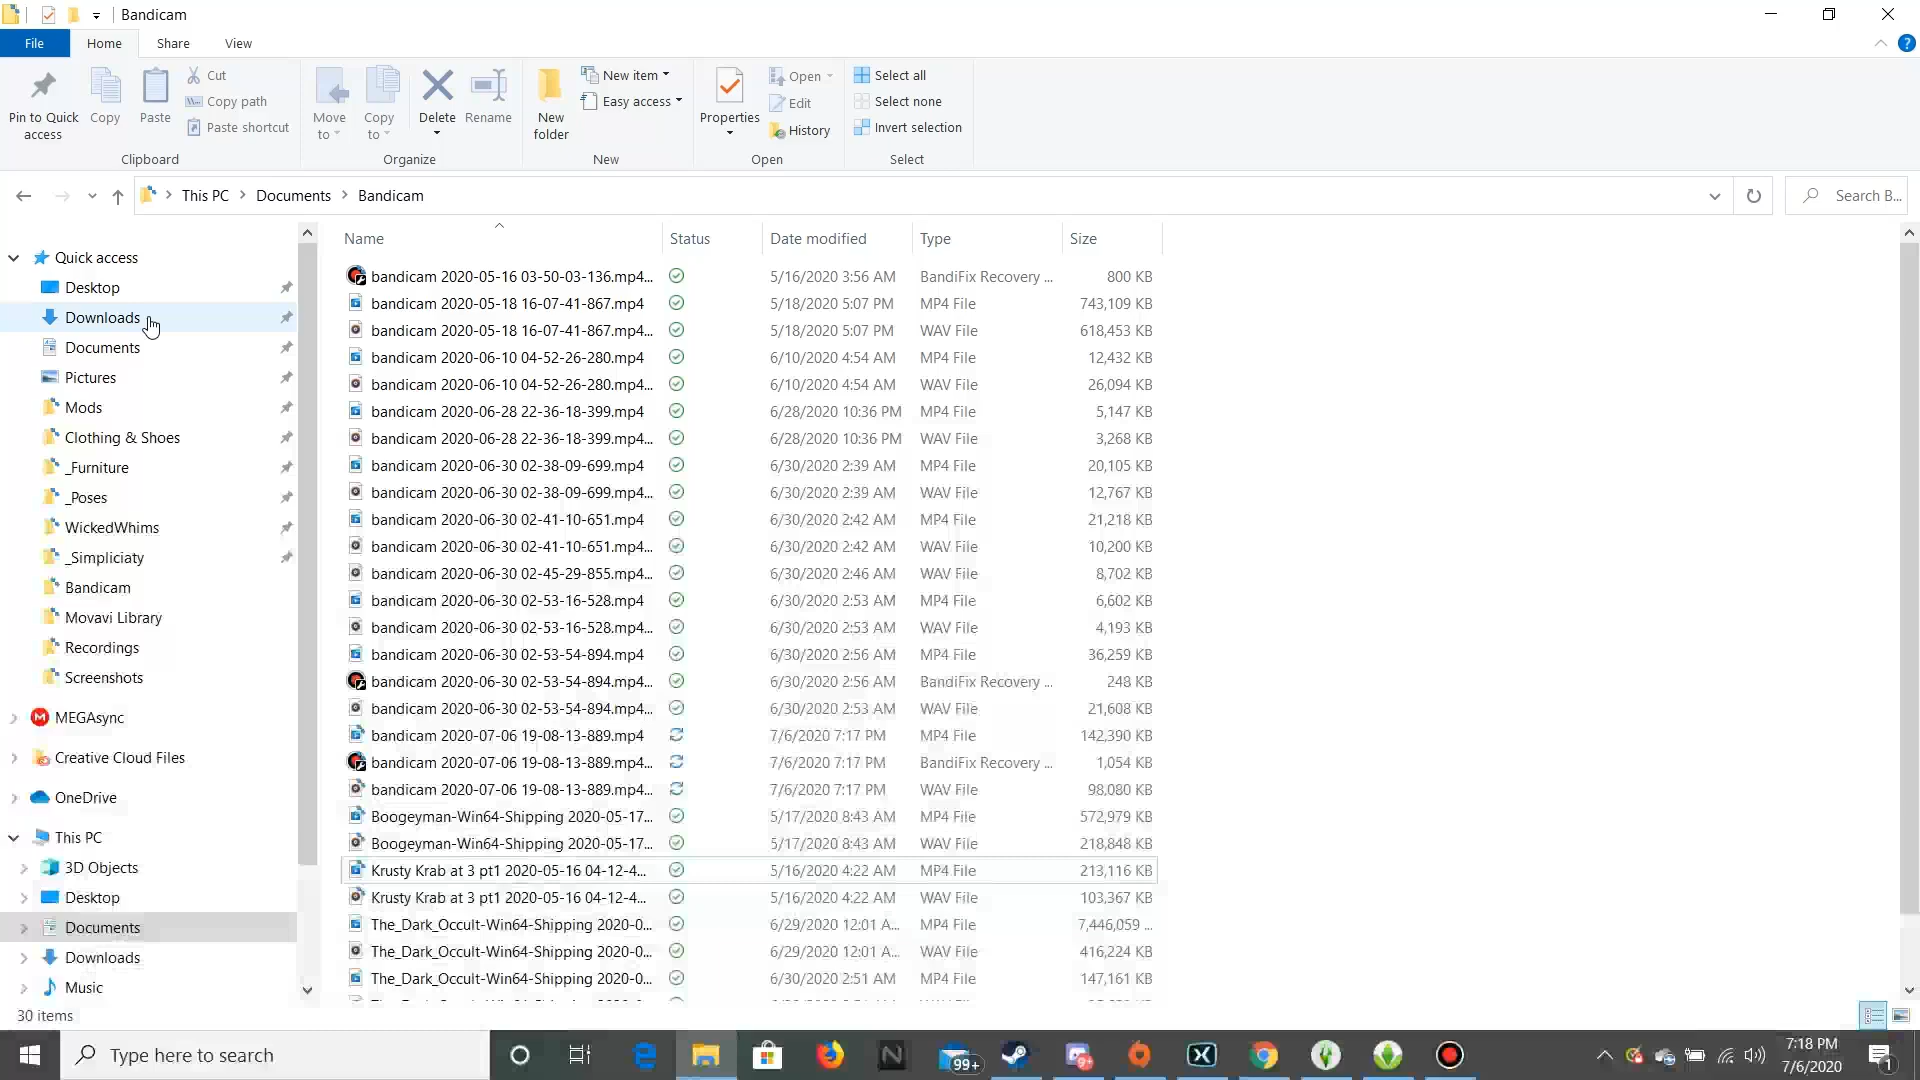 Bandicam
File Home Share View
Pin to Quick access
Copy
Paste
Cut
Copy path
Paste shortcut
Clipboard
Move to
Copy to
Delete
Rename
Organize
New folder
New item
Easy access
New
Properties
Open
Edit
History
Open
Select all
Select none
Invert selection
Select
This PC Documents Bandicam
Search B...
Quick access
Desktop
Downloads
Documents
Pictures
Mods
Clothing & Shoes
_Furniture
_Poses
WickedWhims
_Simpliciaty
Bandicam
Movavi Library
Recordings
Screenshots
MEGAsync
Creative Cloud Files
OneDrive
This PC
3D Objects
Desktop
Documents
Downloads
Music
Name Status Date modified Type Size
bandicam 2020-05-16 03-50-03-136.mp4... 5/16/2020 3:56 AM BandiFix Recovery ... 800 KB
bandicam 2020-05-18 16-07-41-867.mp4 5/18/2020 5:07 PM MP4 File 743,109 KB
bandicam 2020-05-18 16-07-41-867.mp4... 5/18/2020 5:07 PM WAV File 618,453 KB
bandicam 2020-06-10 04-52-26-280.mp4 6/10/2020 4:54 AM MP4 File 12,432 KB
bandicam 2020-06-10 04-52-26-280.mp4... 6/10/2020 4:54 AM WAV File 26,094 KB
bandicam 2020-06-28 22-36-18-399.mp4 6/28/2020 10:36 PM MP4 File 5,147 KB
bandicam 2020-06-28 22-36-18-399.mp4... 6/28/2020 10:36 PM WAV File 3,268 KB
bandicam 2020-06-30 02-38-09-699.mp4 6/30/2020 2:39 AM MP4 File 20,105 KB
bandicam 2020-06-30 02-38-09-699.mp4... 6/30/2020 2:39 AM WAV File 12,767 KB
bandicam 2020-06-30 02-41-10-651.mp4 6/30/2020 2:42 AM MP4 File 21,218 KB
bandicam 2020-06-30 02-41-10-651.mp4... 6/30/2020 2:42 AM WAV File 10,200 KB
bandicam 2020-06-30 02-45-29-855.mp4... 6/30/2020 2:46 AM WAV File 8,702 KB
bandicam 2020-06-30 02-53-16-528.mp4 6/30/2020 2:53 AM MP4 File 6,602 KB
bandicam 2020-06-30 02-53-16-528.mp4... 6/30/2020 2:53 AM WAV File 4,193 KB
bandicam 2020-06-30 02-53-54-894.mp4 6/30/2020 2:56 AM MP4 File 36,259 KB
bandicam 2020-06-30 02-53-54-894.mp4... 6/30/2020 2:56 AM BandiFix Recovery ... 248 KB
bandicam 2020-06-30 02-53-54-894.mp4... 6/30/2020 2:53 AM WAV File 21,608 KB
bandicam 2020-07-06 19-08-13-889.mp4 7/6/2020 7:17 PM MP4 File 142,390 KB
bandicam 2020-07-06 19-08-13-889.mp4... 7/6/2020 7:17 PM BandiFix Recovery ... 1,054 KB
bandicam 2020-07-06 19-08-13-889.mp4... 7/6/2020 7:17 PM WAV File 98,080 KB
Boogeyman-Win64-Shipping 2020-05-17... 5/17/2020 8:43 AM MP4 File 572,979 KB
Boogeyman-Win64-Shipping 2020-05-17... 5/17/2020 8:43 AM WAV File 218,848 KB
Krusty Krab at 3 pt1 2020-05-16 04-12-4... 5/16/2020 4:22 AM MP4 File 213,116 KB
Krusty Krab at 3 pt1 2020-05-16 04-12-4... 5/16/2020 4:22 AM WAV File 103,367 KB
The_Dark_Occult-Win64-Shipping 2020-0... 6/29/2020 12:01 A... MP4 File 7,446,059 ...
The_Dark_Occult-Win64-Shipping 2020-0... 6/29/2020 12:01 A... WAV File 416,224 KB
The_Dark_Occult-Win64-Shipping 2020-0... 6/30/2020 2:51 AM MP4 File 147,161 KB
30 items
Type here to search
99+
9+
7:18 PM
7/6/2020
1